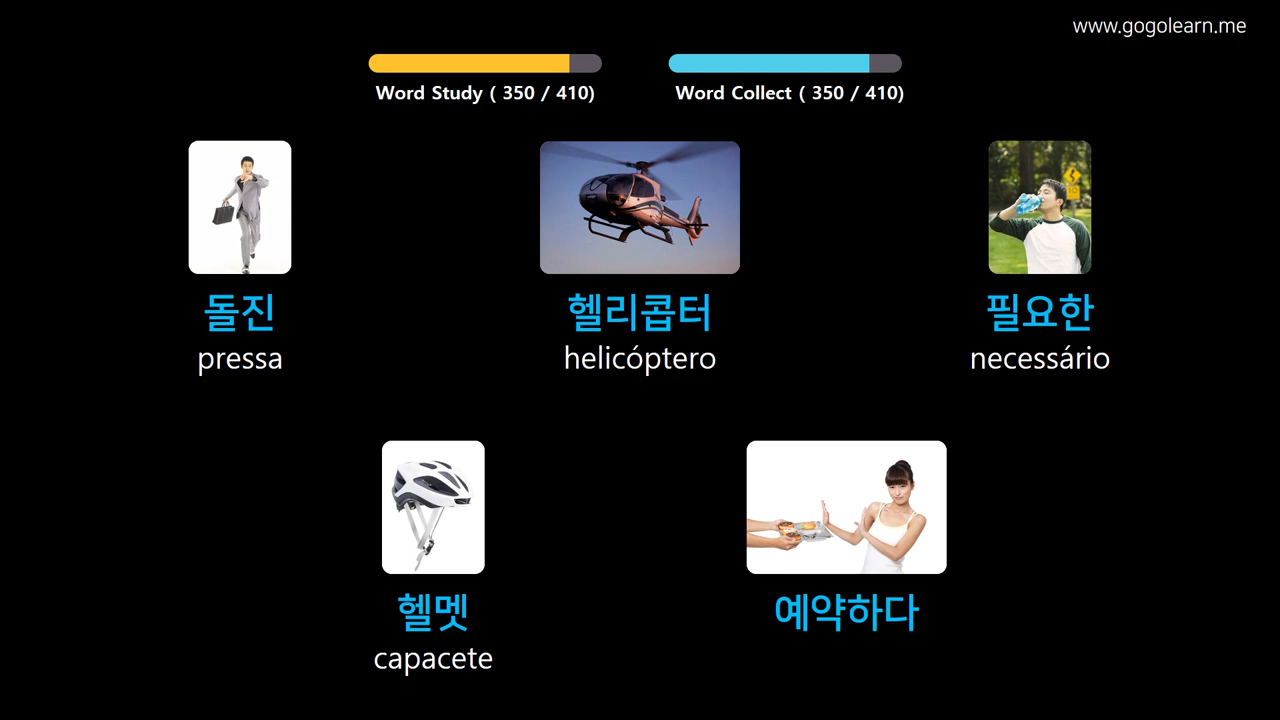 www.gogolearn.me
Word Study ( 350 / 410)
Word Collect ( 350 / 410)
돌진
pressa
헬리콥터
helicóptero
필요한
necessário
헬멧
capacete
예약하다